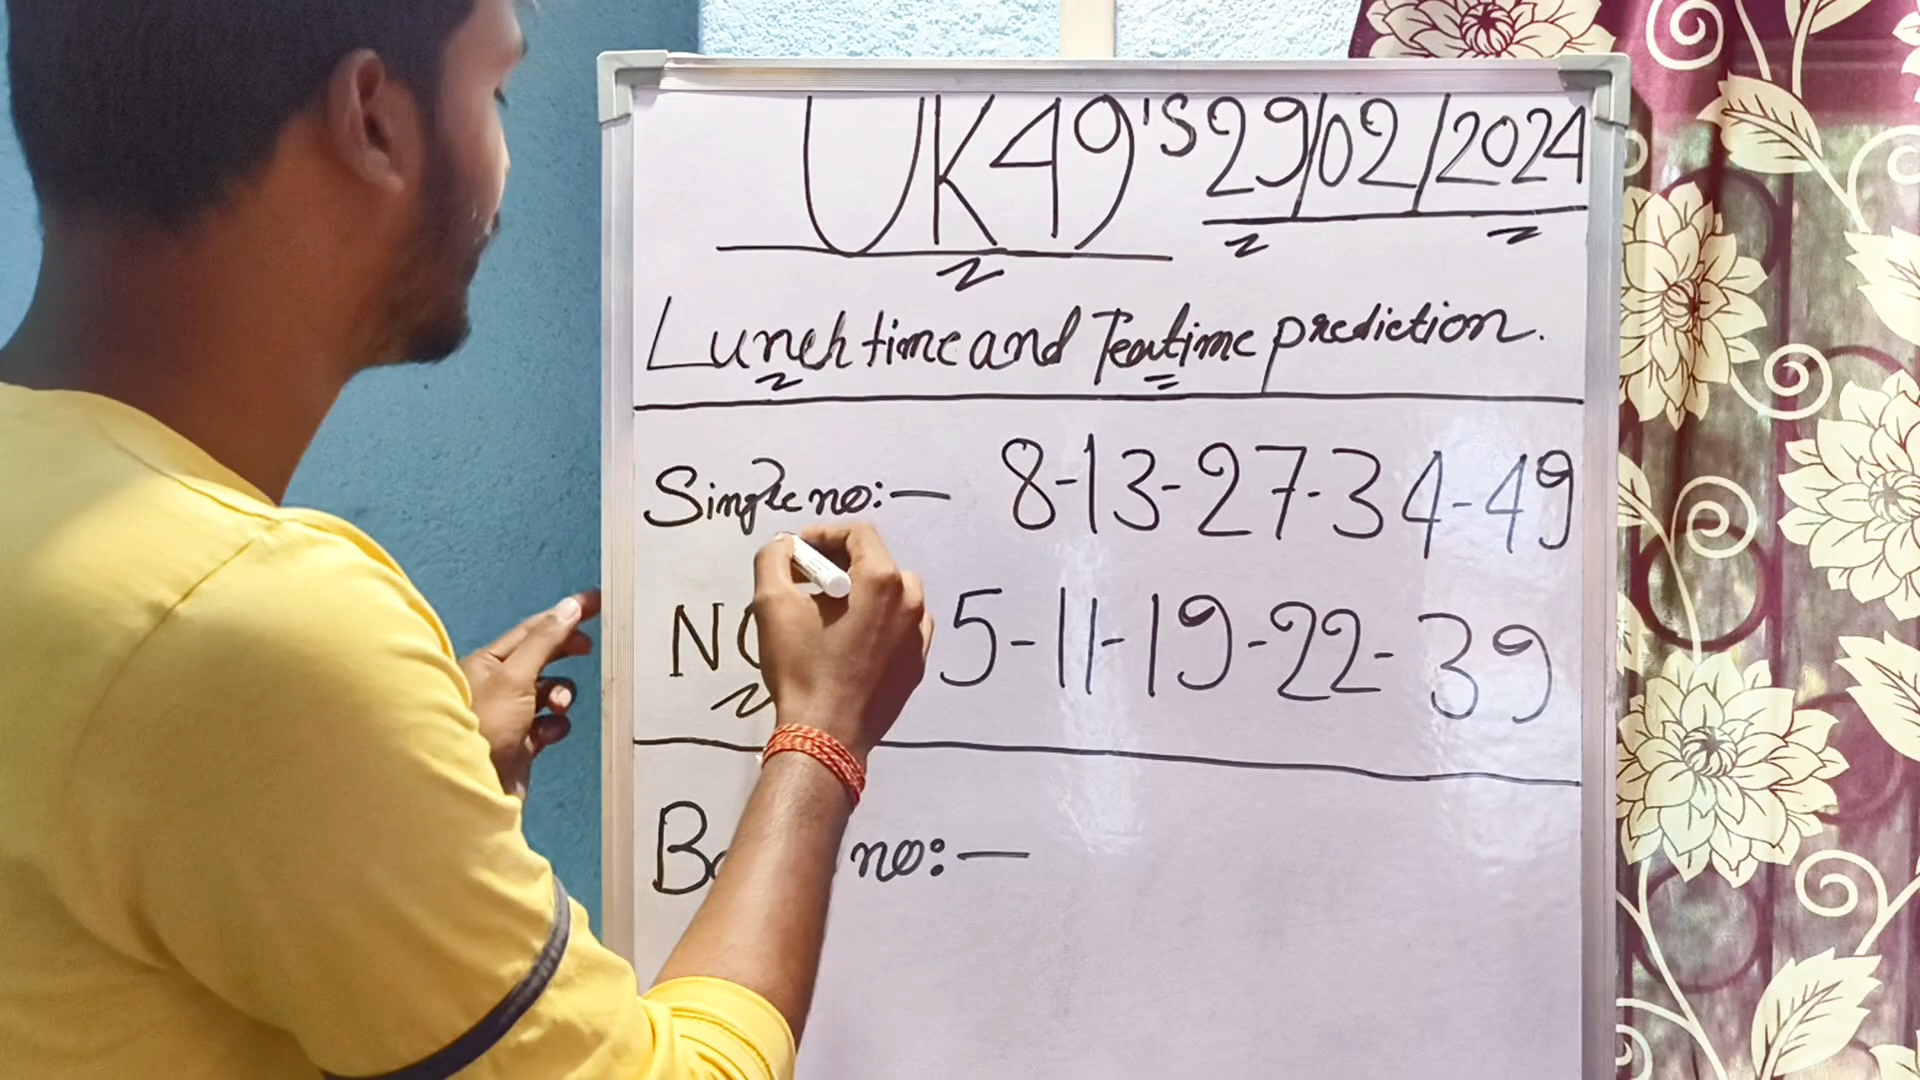 UK49's 29/02/2024
Lunch time and Teatime prediction.
Single no:— 8-13-27-34-49
5-11-19-22-39
no:—